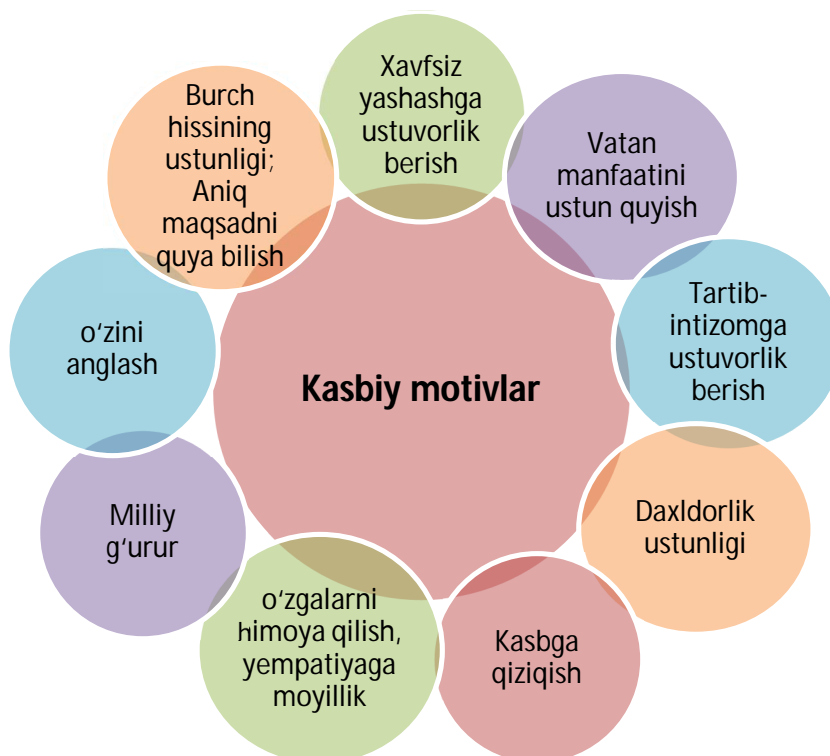 Xavfsiz
yashashga
ustuvorlik
berish
Vatan
manfaatini
ustun quyish
Tartib-
intizomga
ustuvorlik
berish
Daxldorlik
ustunligi
Kasbga
qiziqish
o‘zgalarni
himoya qilish,
yempatiyaga
moyillik
Milliy
g‘urur
o‘zini
anglash
Burch
hissining
ustunligi;
Aniq
maqsadni
quya bilish
Kasbiy motivlar